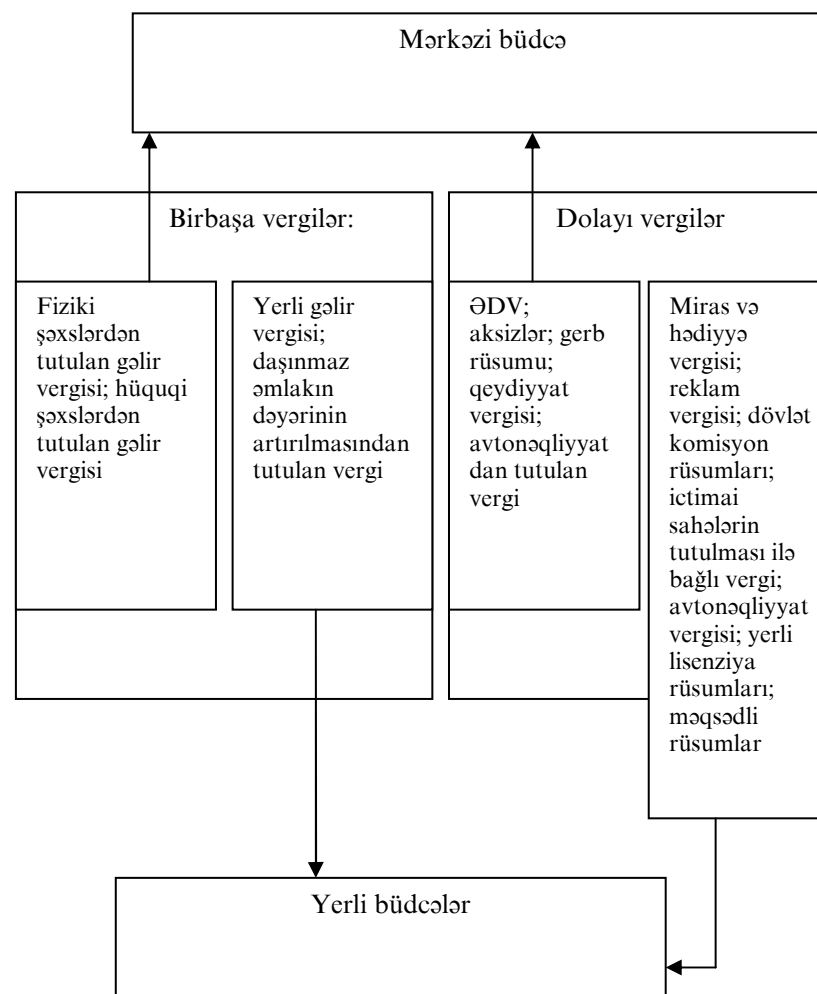 Mərkəzi büdcə
Birbaşa vergilər:
Fiziki
şəxslərdən
tutulan gəlir
vergisi; hüquqi
şəxslərdən
tutulan gəlir
vergisi
Yerli gəlir
vergisi;
daşınmaz
əmlakın
dəyərinin
artırılmasından
tutulan vergi
Dolayı vergilər
ƏDV;
aksizlər; gerb
rüsumu;
qeydiyyat
vergisi;
avtonəqliyyat
dan tutulan
vergi
Miras və
hədiyyə
vergisi;
reklam
vergisi; dövlət
komisyon
rüsumları;
ictimai
sahələrin
tutulması ilə
bağlı vergi;
avtonəqliyyat
vergisi; yerli
lisenziya
rüsumları;
məqsədli
rüsumlar
Yerli büdcələr